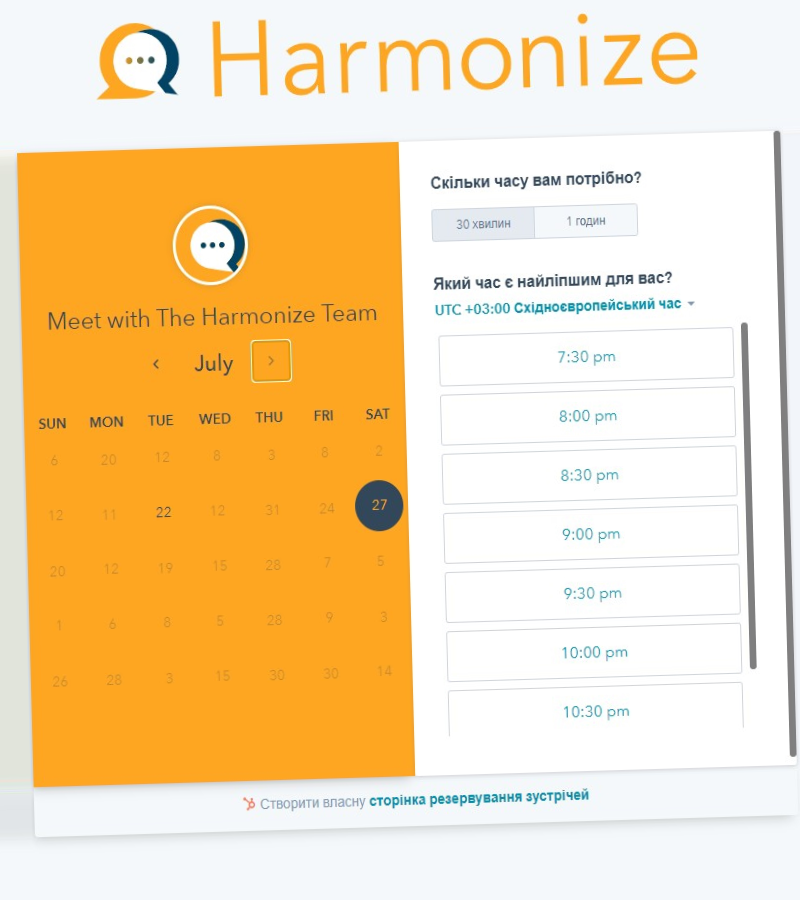 Harmonize
Meet with The Harmonize Team
July
SUN MON TUE WED THU FRI SAT
6 20 12 8 3 8 2
12 11 22 12 31 24 27
20 12 19 15 28 7 5
1 6 8 5 28 9 3
26 28 3 15 30 30 14
Скільки часу вам потрібно?
30 хвилин 1 годин
Який час є найліпшим для вас?
UTC +03:00 Східноєвропейський час
7:30 pm
8:00 pm
8:30 pm
9:00 pm
9:30 pm
10:00 pm
10:30 pm
Створити власну сторінка резервування зустрічей